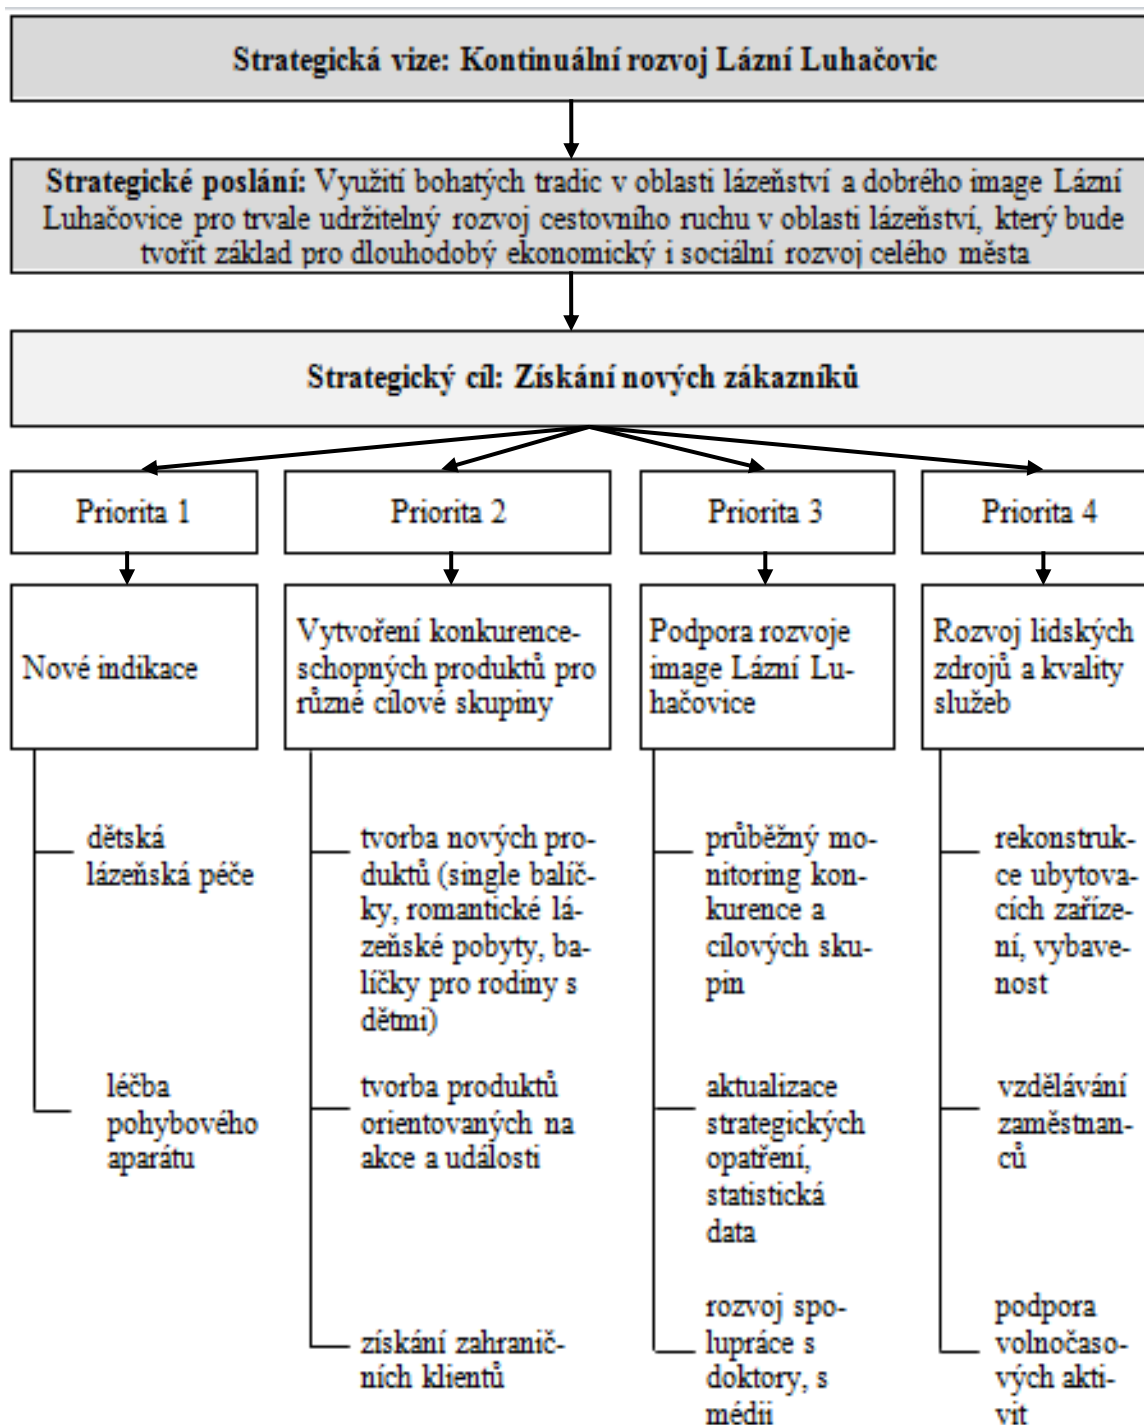 Strategická vize: Kontinuální rozvoj Lázní Luhačovic
Strategické poslání: Využití bohatých tradic v oblasti lázeňství a dobrého image Lázní
Luhačovice pro trvale udržitelný rozvoj cestovního ruchu v oblasti lázeňství, který bude
tvořit základ pro dlouhodobý ekonomický i sociální rozvoj celého města
Strategický cíl: Získání nových zákazníků
Priorita 1
Priorita 2
Priorita 3
Priorita 4
Nové indikace
Vytvoření konkurence-
schopných produktů pro
různé cílové skupiny
Podpora rozvoje
image Lázní Lu-
hačovice
Rozvoj lidských
zdrojů a kvality
služeb
dětská
lázeňská péče
léčba
pohybového
aparátu
tvorba nových pro-
duktů (single balíč-
ky, romantické lá-
zeňské pobyty, ba-
líčky pro rodiny s
dětmi)
tvorba produktů
orientovaných na
akce a události
získání zahranič-
ních klientů
průběžný mo-
nitoring kon-
kurence a
cílových sku-
pin
aktualizace
strategických
opatření,
statistická
data
rozvoj spo-
lupráce s
doktory, s
médii
rekonstruk-
ce ubytova-
cích zaříze-
ní, vybave-
nost
vzdělávání
zaměstnan-
ců
podpora
volnočaso-
vých akti-
vit